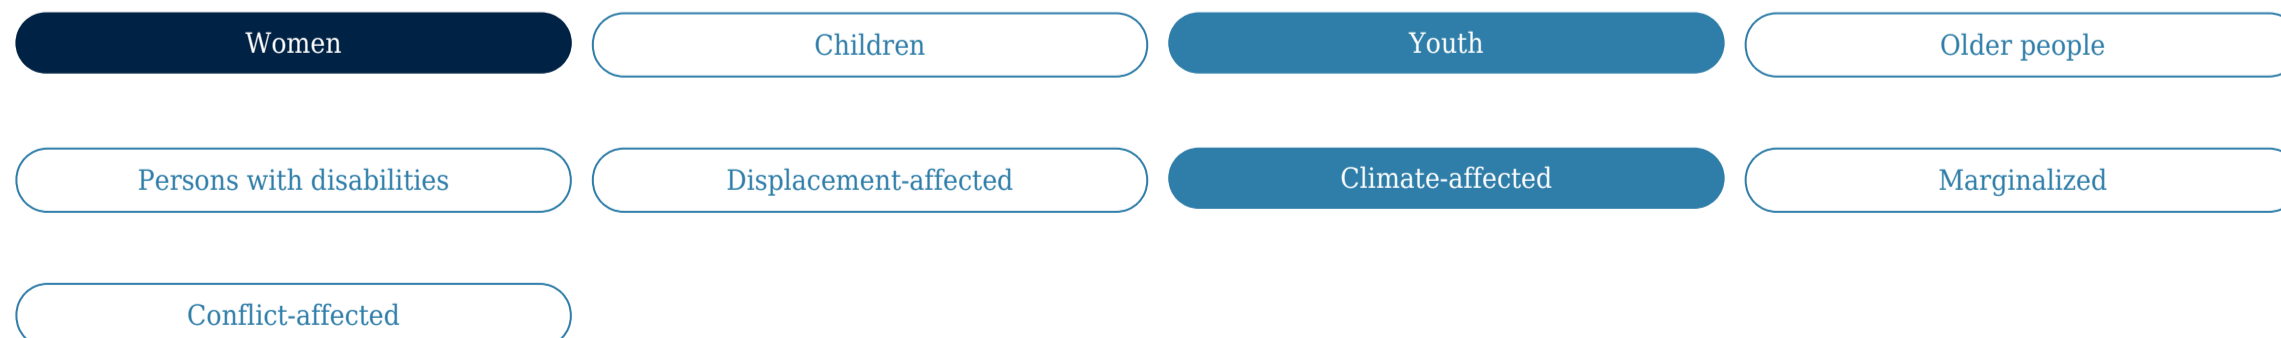 Women
Children
Youth
Older people
Persons with disabilities
Displacement-affected
Climate-affected
Marginalized
Conflict-affected